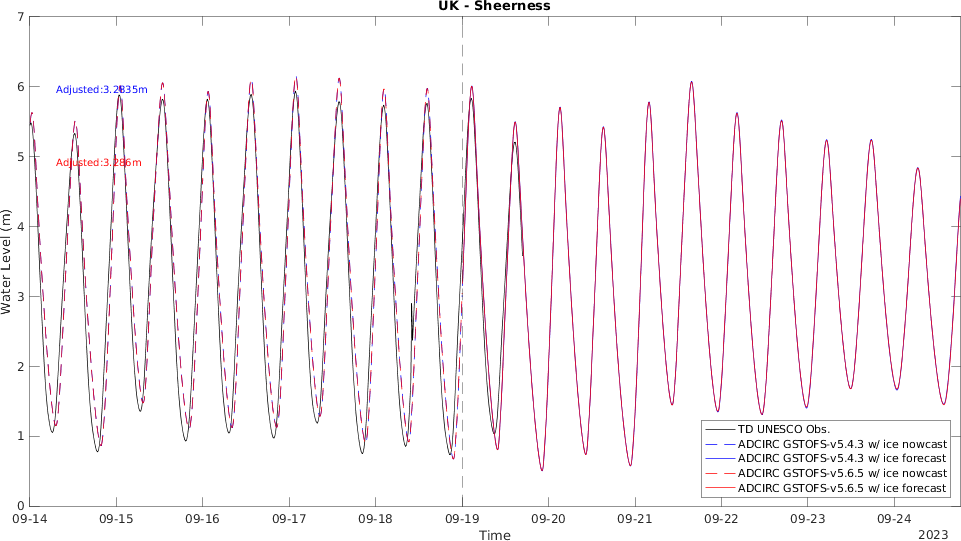 UK - Sheerness
7
6
5
4
3
2
1
0
Water Level (m)
Adjusted:3.2835m
Adjusted:3.286m
TD UNESCO Obs.
ADCIRC GSTOFS-v5.4.3 w/ ice nowcast
ADCIRC GSTOFS-v5.4.3 w/ ice forecast
ADCIRC GSTOFS-v5.6.5 w/ ice nowcast
ADCIRC GSTOFS-v5.6.5 w/ ice forecast
09-14 09-15 09-16 09-17 09-18 09-19 09-20 09-21 09-22 09-23 09-24
Time
2023